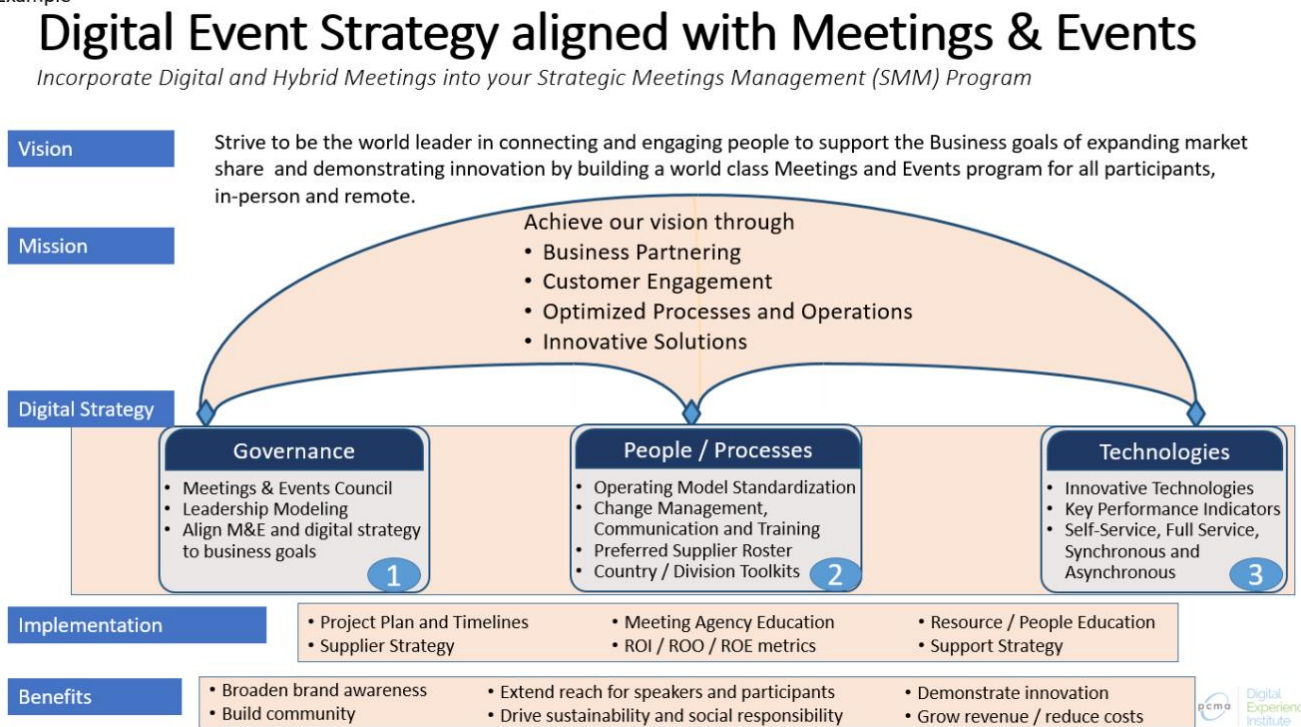 Example
Digital Event Strategy aligned with Meetings & Events
Incorporate Digital and Hybrid Meetings into your Strategic Meetings Management (SMM) Program
Vision
Strive to be the world leader in connecting and engaging people to support the Business goals of expanding market
share and demonstrating innovation by building a world class Meetings and Events program for all participants,
in-person and remote.
Mission
Achieve our vision through
• Business Partnering
• Customer Engagement
• Optimized Processes and Operations
• Innovative Solutions
Digital Strategy
Governance
• Meetings & Events Council
• Leadership Modeling
• Align M&E and digital strategy
to business goals
1
People / Processes
• Operating Model Standardization
• Change Management,
Communication and Training
• Preferred Supplier Roster
• Country / Division Toolkits
2
Technologies
• Innovative Technologies
• Key Performance Indicators
• Self-Service, Full Service,
Synchronous and
Asynchronous
3
Implementation
• Project Plan and Timelines
• Supplier Strategy
• Meeting Agency Education
• ROI / ROO / ROE metrics
• Resource / People Education
• Support Strategy
Benefits
• Broaden brand awareness
• Build community
• Extend reach for speakers and participants
• Drive sustainability and social responsibility
• Demonstrate innovation
• Grow revenue / reduce costs
pcma
Digital
Experience
Institute